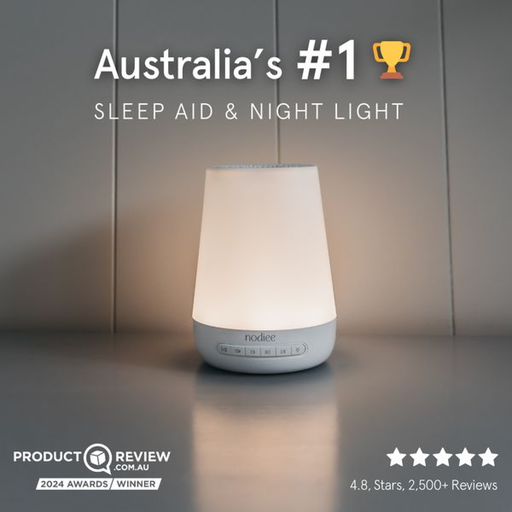 Australia's #1 🏆
SLEEP AID & NIGHT LIGHT
nodiee
PRODUCT REVIEW
.COM.AU
2024 AWARDS / WINNER
4.8, Stars, 2,500+ Reviews